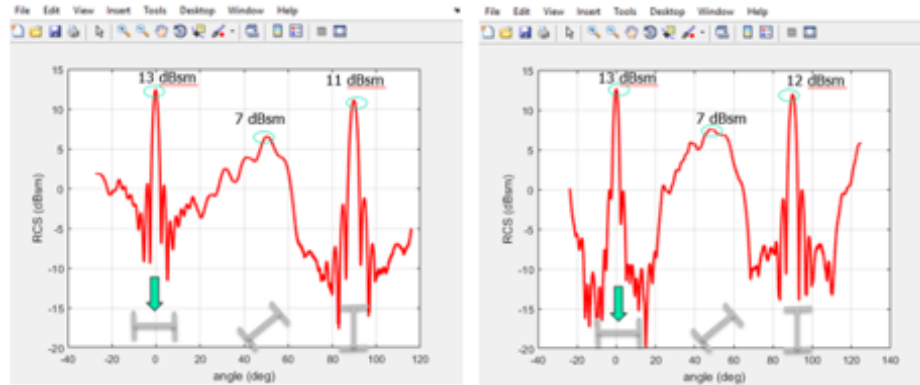 File Edit View Insert Tools Desktop Window Help
13 dBsm
11 dBsm
7 dBsm
15
10
5
0
-5
-10
-15
-20
RCS (dBsm)
-40 -20 0 20 40 60 80 100 120
angle (deg)
File Edit View Insert Tools Desktop Window Help
13 dBsm
12 dBsm
7 dBsm
15
10
5
0
-5
-10
-15
-20
RCS (dBsm)
-40 -20 0 20 40 60 80 100 120 140
angle (deg)